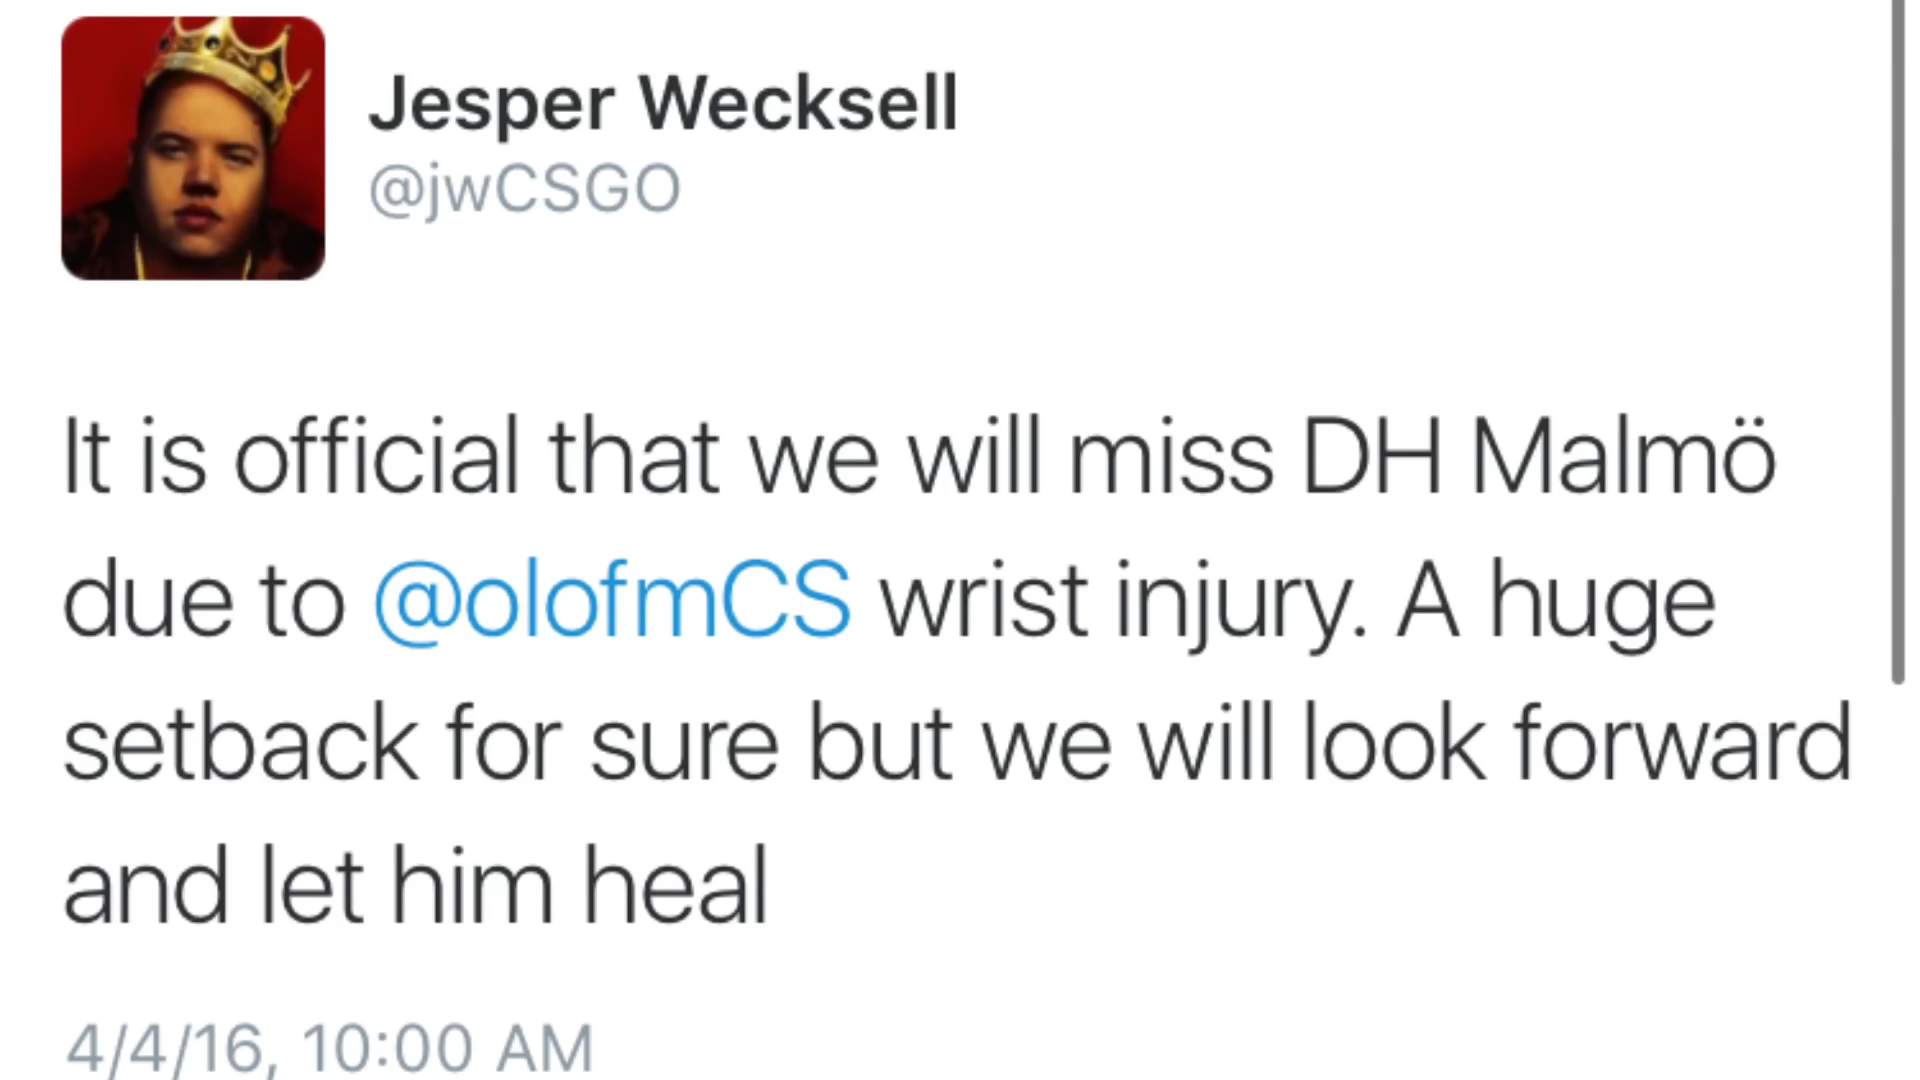 Jesper Wecksell
@jwCSGO
It is official that we will miss DH Malmö
due to @olofmCS wrist injury. A huge
setback for sure but we will look forward
and let him heal
4/4/16, 10:00 AM